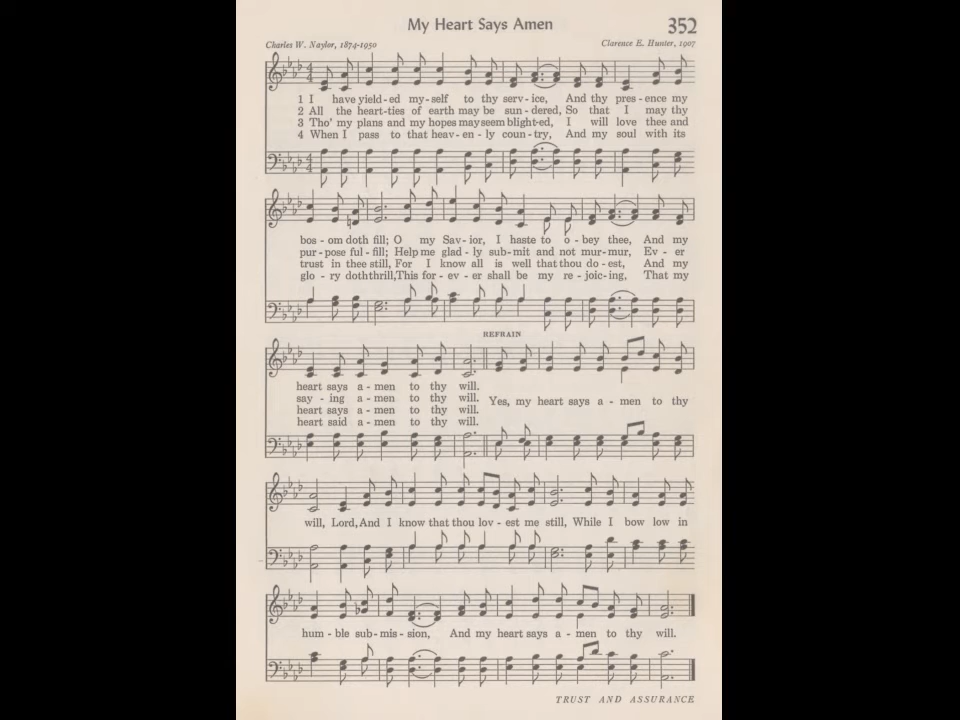 My Heart Says Amen
352
Charles W. Naylor, 1874-1950
Clarence E. Hunter, 1907
1 I have yield-ed my-self to thy serv-ice, And thy pres-ence my
2 All the heart-ties of earth may be sun-dered, So that I may thy
3 Tho' my plans and my hopes may seem blight-ed, I will love thee and
4 When I pass to that heav-en-ly coun-try, And my soul with its
bos-om doth fill; O my Sav-ior, I haste to o-bey thee, And my
pur-pose ful-fill; Help me glad-ly sub-mit and not mur-mur, Ev-er
trust in thee still, For I know all is well that thou do-est, And my
glo-ry doth thrill, This for-ev-er shall be my re-joic-ing, That my
REFRAIN
heart says a-men to thy will.
say-ing a-men to thy will.
heart says a-men to thy will.
heart said a-men to thy will.
Yes, my heart says a-men to thy
will, Lord, And I know that thou lov-est me still, While I bow low in
hum-ble sub-mis-sion, And my heart says a-men to thy will.
TRUST AND ASSURANCE